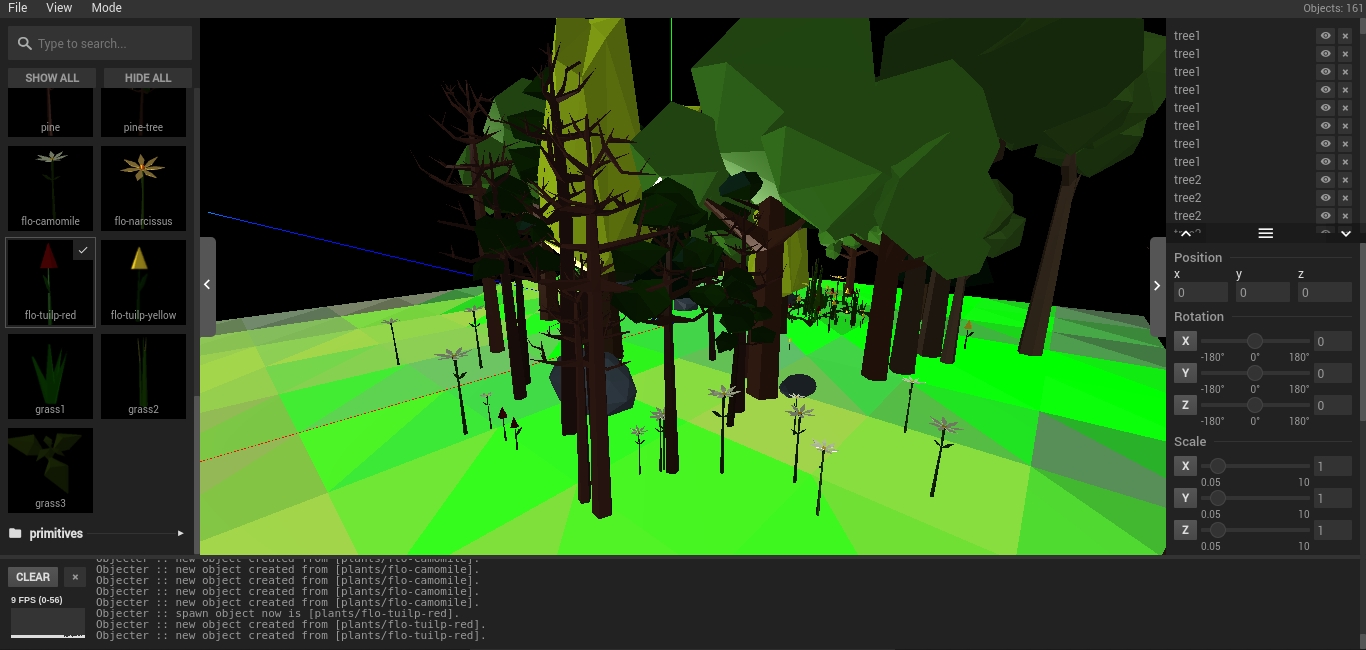 File View Mode Objects: 161
Type to search...
SHOW ALL HIDE ALL
pine pine-tree
flo-camomile flo-narcissus
flo-tuilp-red flo-tuilp-yellow
grass1 grass2
grass3
primitives
tree1
tree1
tree1
tree1
tree1
tree1
tree1
tree1
tree2
tree2
tree2
Position
x y z
0 0 0
Rotation
X 0
-180° 0° 180°
Y 0
-180° 0° 180°
Z 0
-180° 0° 180°
Scale
X 1
0.05 10
Y 1
0.05 10
Z 1
0.05 10
CLEAR ×
9 FPS (0-56)
Objecter :: new object created from [plants/flo-camomile].
Objecter :: new object created from [plants/flo-camomile].
Objecter :: new object created from [plants/flo-camomile].
Objecter :: new object created from [plants/flo-camomile].
Objecter :: new object created from [plants/flo-camomile].
Objecter :: spawn object now is [plants/flo-tuilp-red].
Objecter :: new object created from [plants/flo-tuilp-red].
Objecter :: new object created from [plants/flo-tuilp-red].